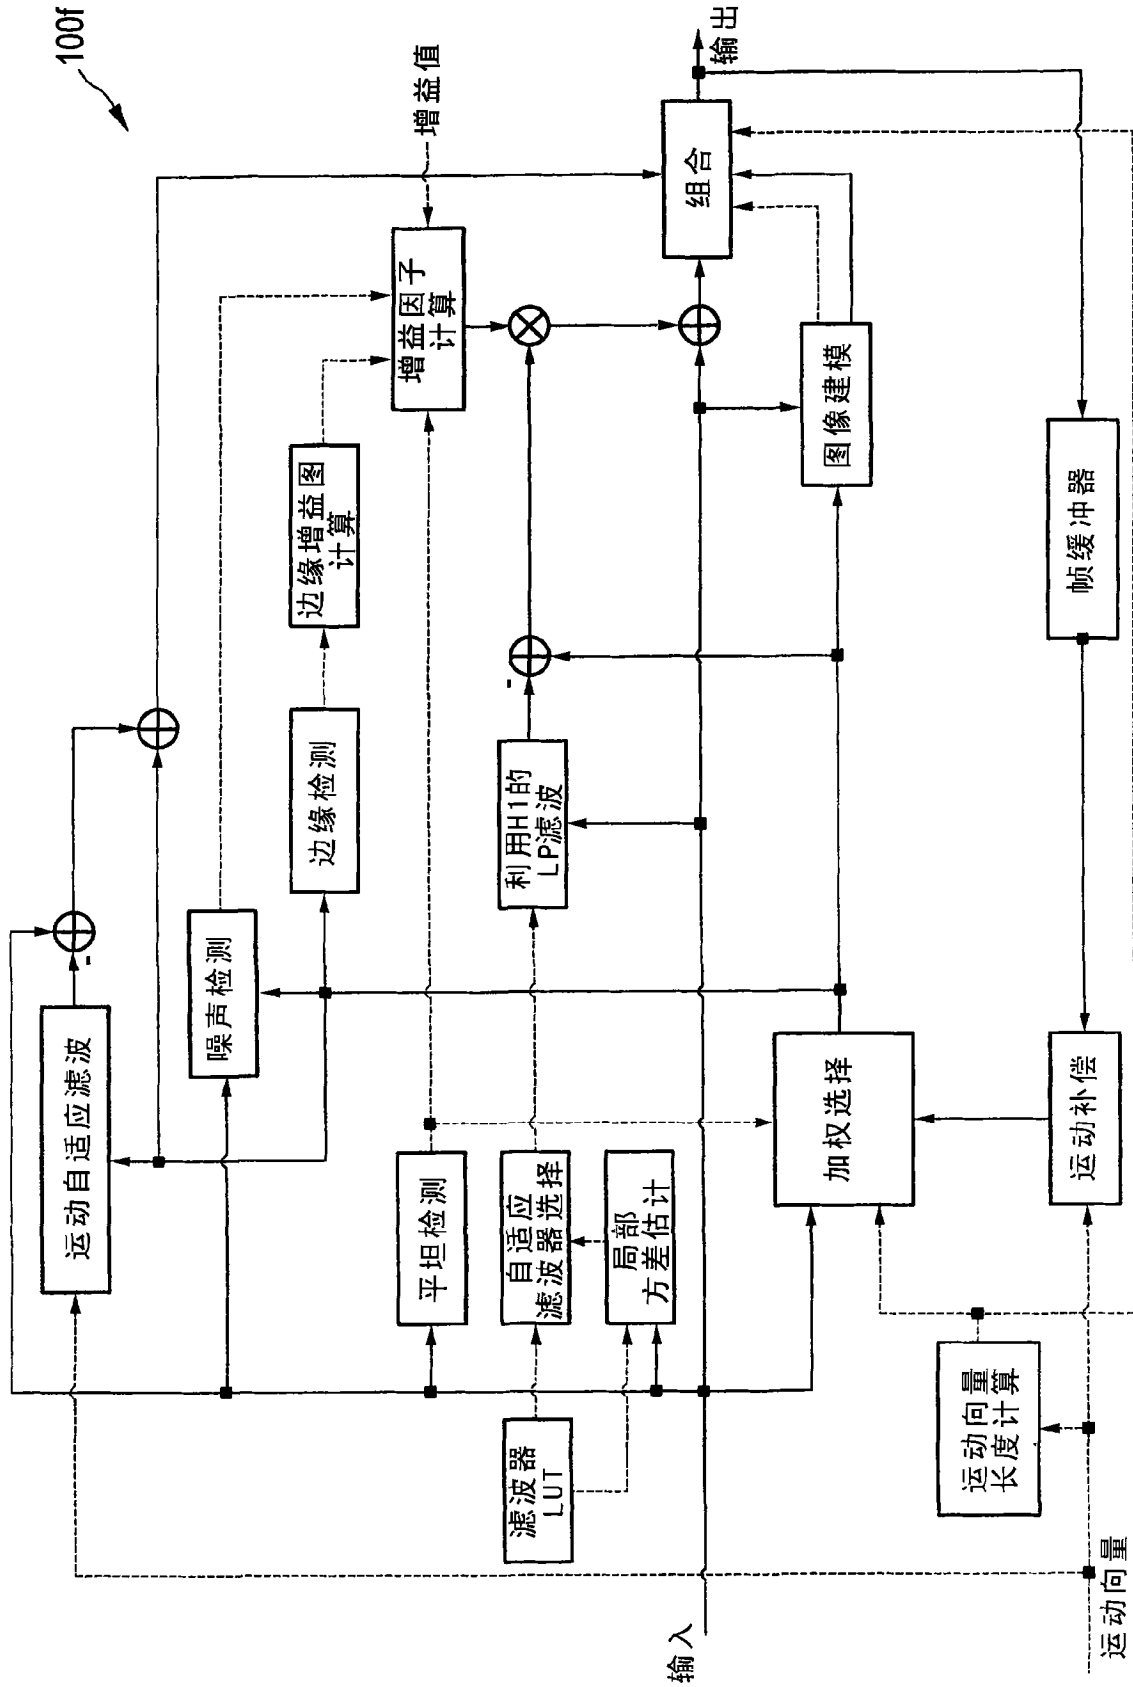 100f
输出
增益值
组合
增益因子
计算
图像建模
边缘增益图
计算
帧缓冲器
边缘检测
利用H1的
LP滤波
-
噪声检测
-
运动自适应滤波
加权选择
运动补偿
平坦检测
自适应
滤波器选择
局部
方差估计
运动向量
长度计算
滤波器
LUT
输入
运动向量